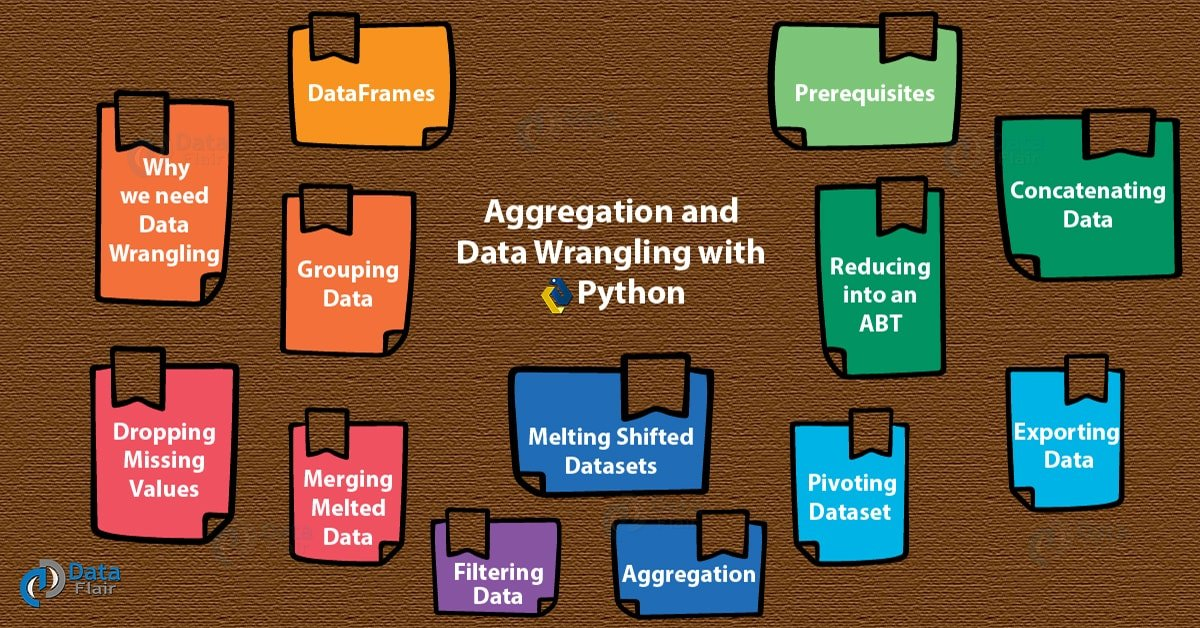 DataFrames
Prerequisites
Why
we need
Data
Wrangling
Grouping
Data
Aggregation and
Data Wrangling with
Python
Reducing
into an
ABT
Concatenating
Data
Dropping
Missing
Values
Merging
Melted
Data
Melting Shifted
Datasets
Pivoting
Dataset
Exporting
Data
Filtering
Data
Aggregation
Data
Flair